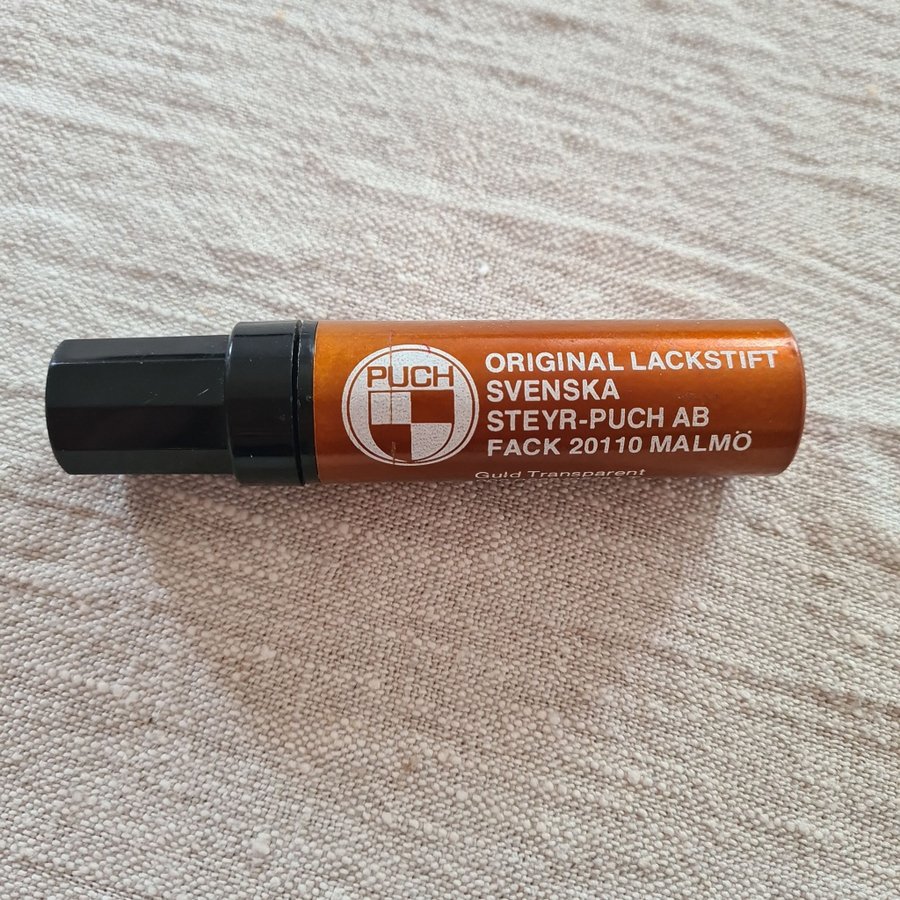 PUCH
ORIGINAL LACKSTIFT
SVENSKA
STEYR-PUCH AB
FACK 20110 MALMÖ
Guld Transparent